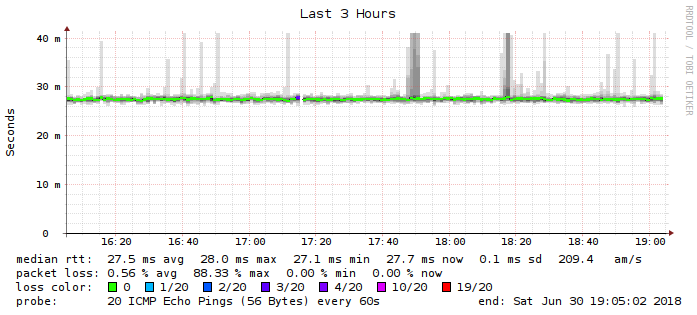 Last 3 Hours
RRDTOOL / TOBI OETIKER
Seconds
40 m
30 m
20 m
10 m
0
16:20 16:40 17:00 17:20 17:40 18:00 18:20 18:40 19:00
median rtt: 27.5 ms avg 28.0 ms max 27.1 ms min 27.7 ms now 0.1 ms sd 209.4 am/s
packet loss: 0.56 % avg 88.33 % max 0.00 % min 0.00 % now
loss color: 0 1/20 2/20 3/20 4/20 10/20 19/20
probe: 20 ICMP Echo Pings (56 Bytes) every 60s end: Sat Jun 30 19:05:02 2018